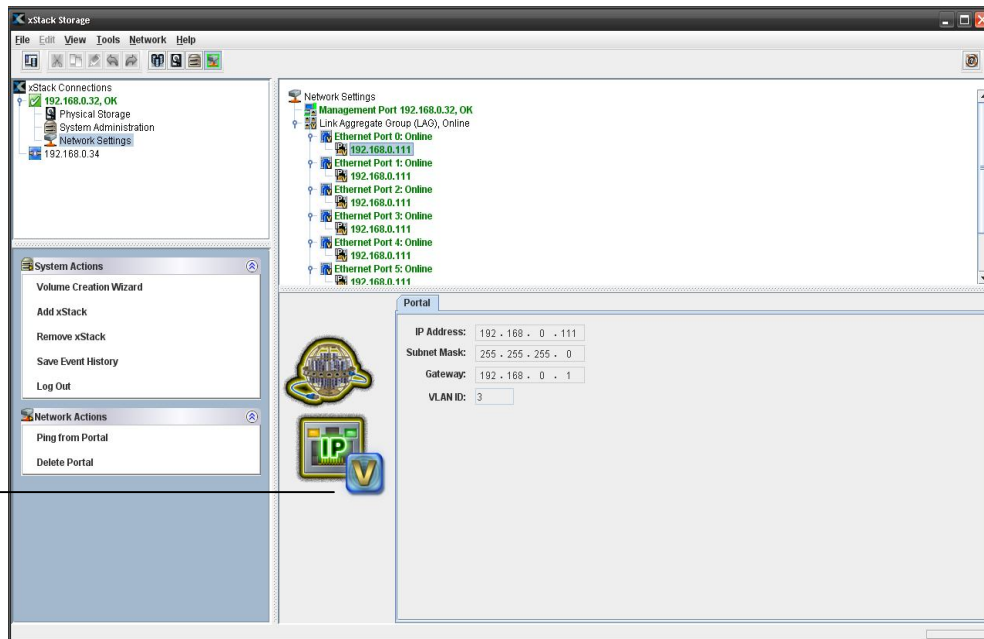 xStack Storage
File Edit View Tools Network Help
xStack Connections
192.168.0.32, OK
Physical Storage
System Administration
Network Settings
192.168.0.34
Network Settings
Management Port 192.168.0.32, OK
Link Aggregate Group (LAG), Online
Ethernet Port 0: Online
192.168.0.111
Ethernet Port 1: Online
192.168.0.111
Ethernet Port 2: Online
192.168.0.111
Ethernet Port 3: Online
192.168.0.111
Ethernet Port 4: Online
192.168.0.111
Ethernet Port 5: Online
192.168.0.111
System Actions
Volume Creation Wizard
Add xStack
Remove xStack
Save Event History
Log Out
Network Actions
Ping from Portal
Delete Portal
IP
V
Portal
IP Address: 192 . 168 . 0 . 111
Subnet Mask: 255 . 255 . 255 . 0
Gateway: 192 . 168 . 0 . 1
VLAN ID: 3